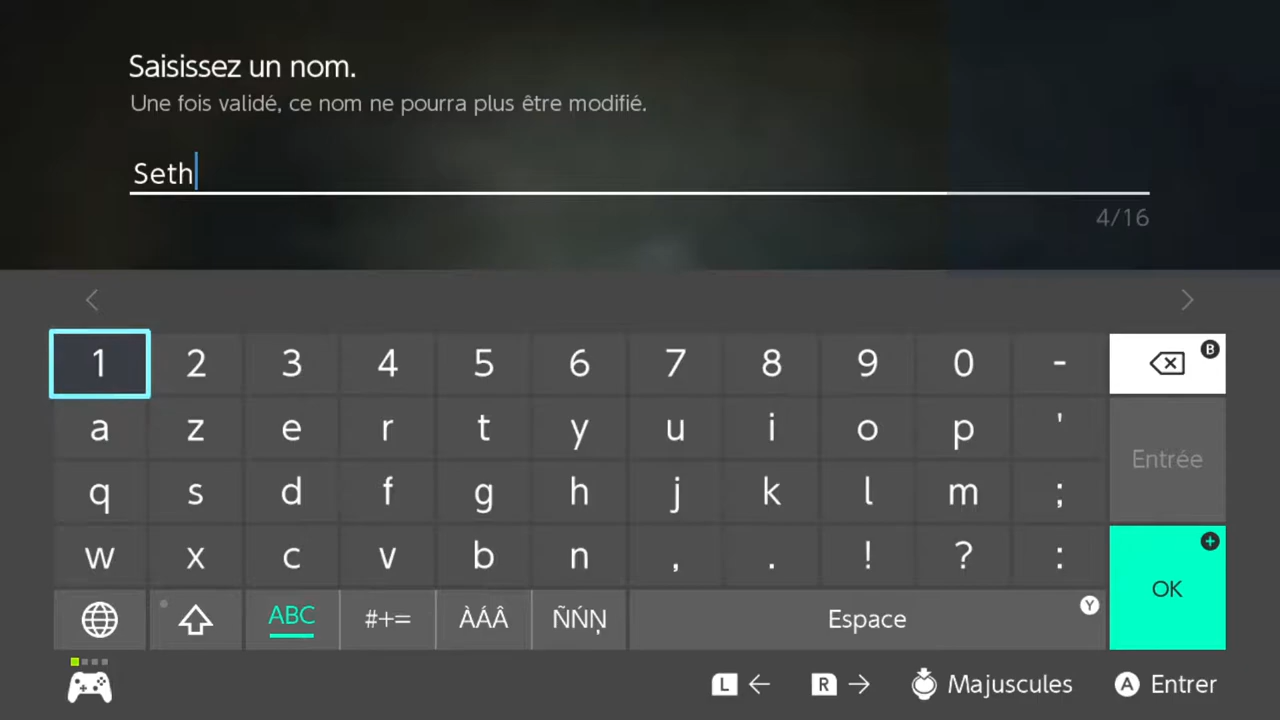 Saisissez un nom.
Une fois validé, ce nom ne pourra plus être modifié.
Seth
4/16
1 2 3 4 5 6 7 8 9 0 - B
a z e r t y u i o p '
Entrée
q s d f g h j k l m ;
w x c v b n , . ! ? : +
OK
ABC #+= ÀÁÂ ÑŃŅ Espace Y
L ← R → Majuscules A Entrer